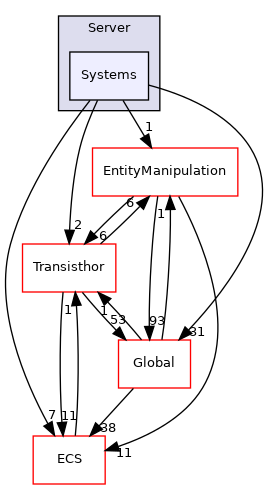 Server
Systems
1
EntityManipulation
2
6
6
1
Transisthor
1
1
53
93
31
Global
7
11
38
11
ECS